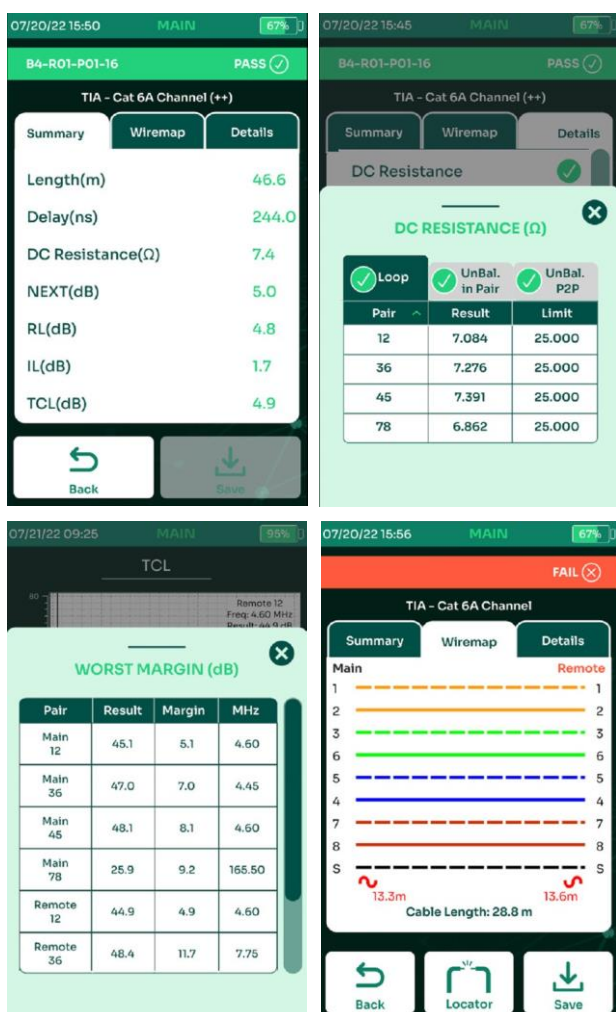 07/20/22 15:50 MAIN 67%
B4-R01-P01-16 PASS
TIA - Cat 6A Channel (++)
Summary Wiremap Details
Length(m) 46.6
Delay(ns) 244.0
DC Resistance(Ω) 7.4
NEXT(dB) 5.0
RL(dB) 4.8
IL(dB) 1.7
TCL(dB) 4.9
Back Save
07/20/22 15:45 MAIN 67%
B4-R01-P01-16 PASS
TIA - Cat 6A Channel (++)
Summary Wiremap Details
DC Resistance
DC RESISTANCE (Ω)
Loop UnBal. in Pair UnBal. P2P
Pair Result Limit
12 7.084 25.000
36 7.276 25.000
45 7.391 25.000
78 6.862 25.000
07/21/22 09:25 MAIN 95%
TCL
80
Remote 12
Freq: 4.60 MHz
Result: 44.9 dB
WORST MARGIN (dB)
Pair Result Margin MHz
Main 12 45.1 5.1 4.60
Main 36 47.0 7.0 4.45
Main 45 48.1 8.1 4.60
Main 78 25.9 9.2 165.50
Remote 12 44.9 4.9 4.60
Remote 36 48.4 11.7 7.75
07/20/22 15:56 MAIN 67%
FAIL
TIA - Cat 6A Channel
Summary Wiremap Details
Main Remote
1 1
2 2
3 3
6 6
5 5
4 4
7 7
8 8
S S
13.3m 13.6m
Cable Length: 28.8 m
Back Locator Save